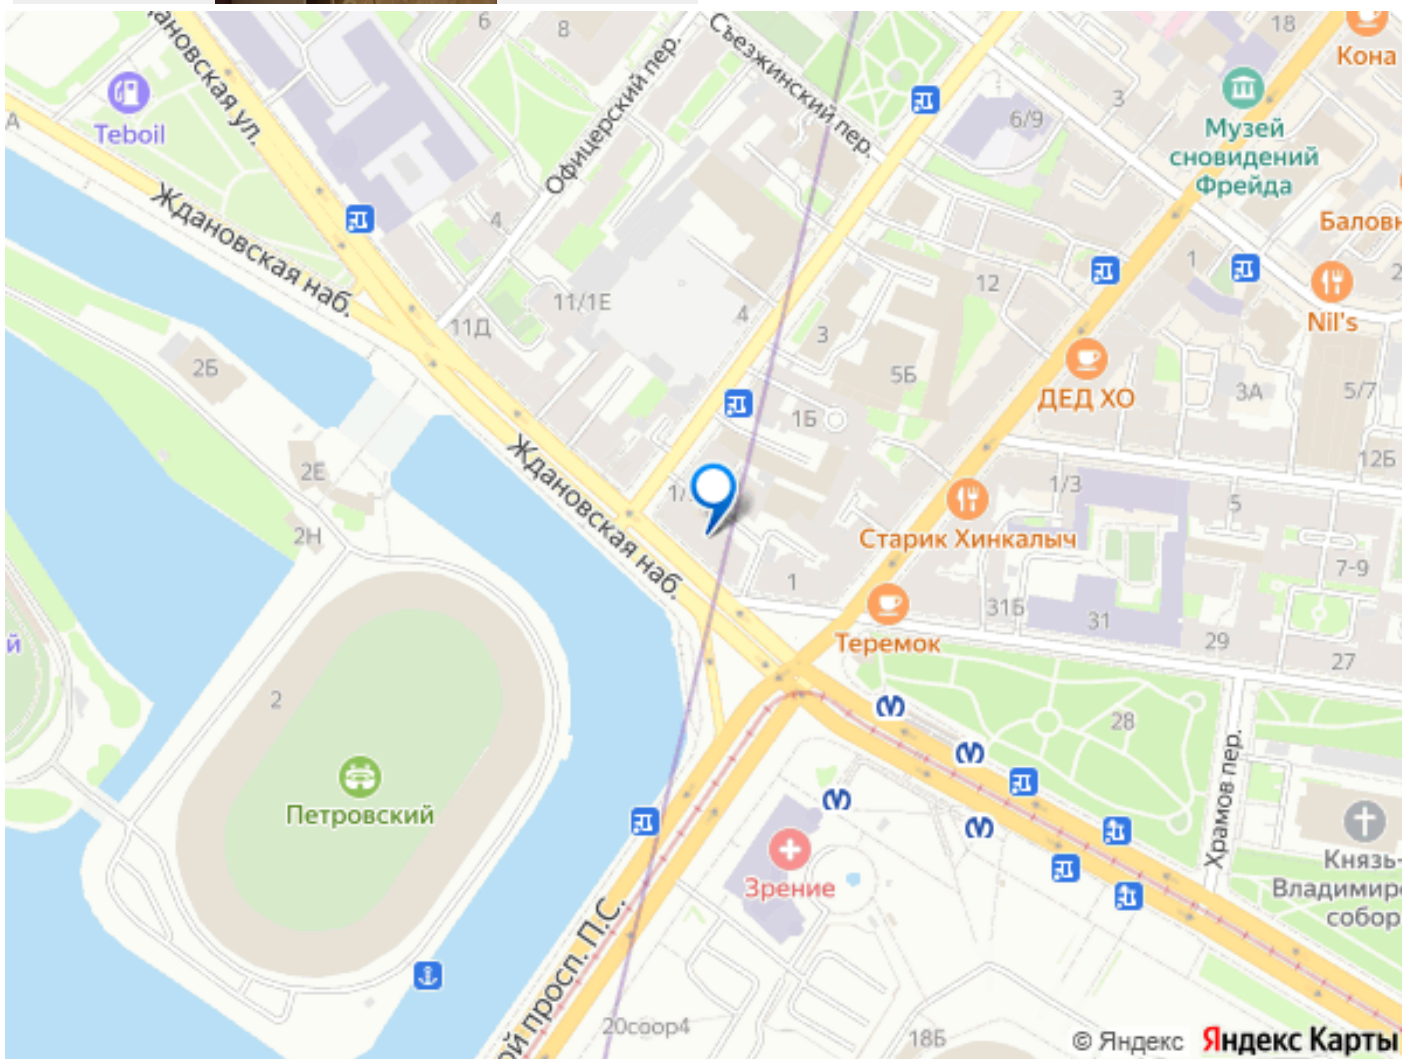 6
8
18
Кона
Съезжинский пер.
Teboil
3
6/9
Музей
сновидений
Фрейда
Офицерский пер.
ждановская ул.
4
Баловн
Ждановская наб.
1
12
11/1Е
4
11Д
3
Nil's
2Б
5Б
ДЕД ХО
3А
5/7
1Б
12Б
2Е
Ждановская наб.
1/3
5
2Н
Старик Хинкалыч
1
7-9
31Б
31
29
27
Теремок
й
2
28
Петровский
Храмов пер.
Зрение
Князь-
Владимирс
собор
ой просп. П.С.
20соор4
18Б
© Яндекс Яндекс Карты